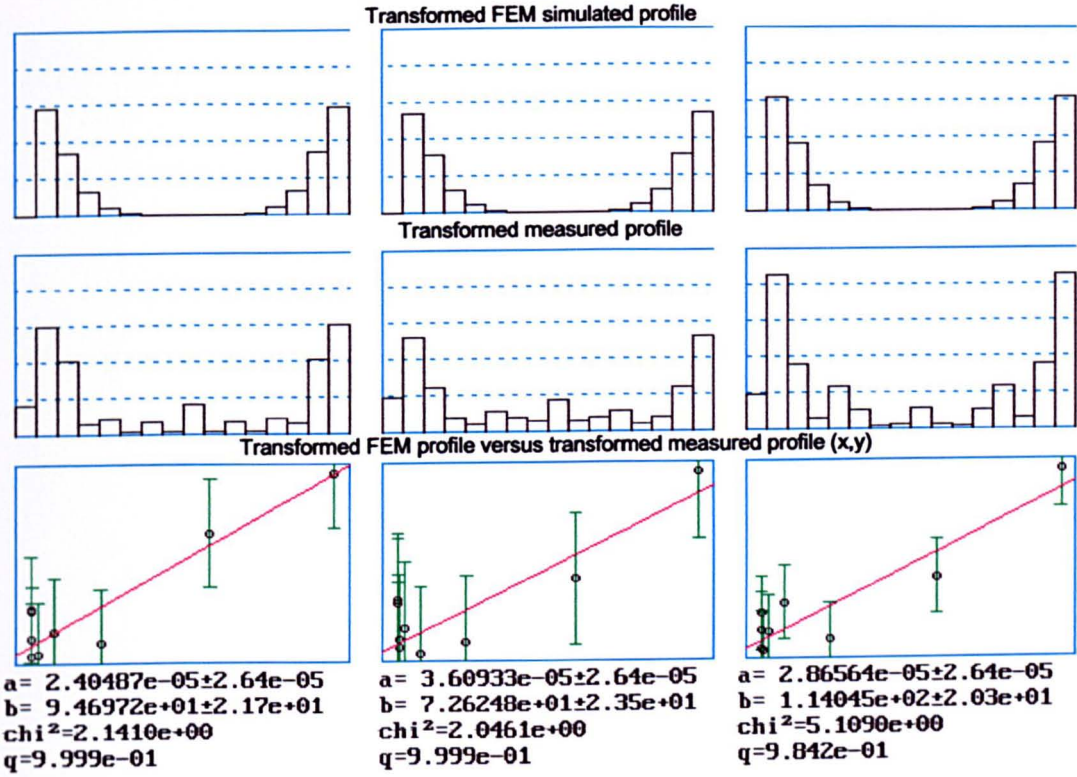 Transformed FEM simulated profile
Transformed measured profile
Transformed FEM profile versus transformed measured profile (x,y)
a= 2.40487e-05±2.64e-05
b= 9.46972e+01±2.17e+01
chi²=2.1410e+00
q=9.999e-01
a= 3.60933e-05±2.64e-05
b= 7.26248e+01±2.35e+01
chi²=2.0461e+00
q=9.999e-01
a= 2.86564e-05±2.64e-05
b= 1.14045e+02±2.03e+01
chi²=5.1090e+00
q=9.842e-01